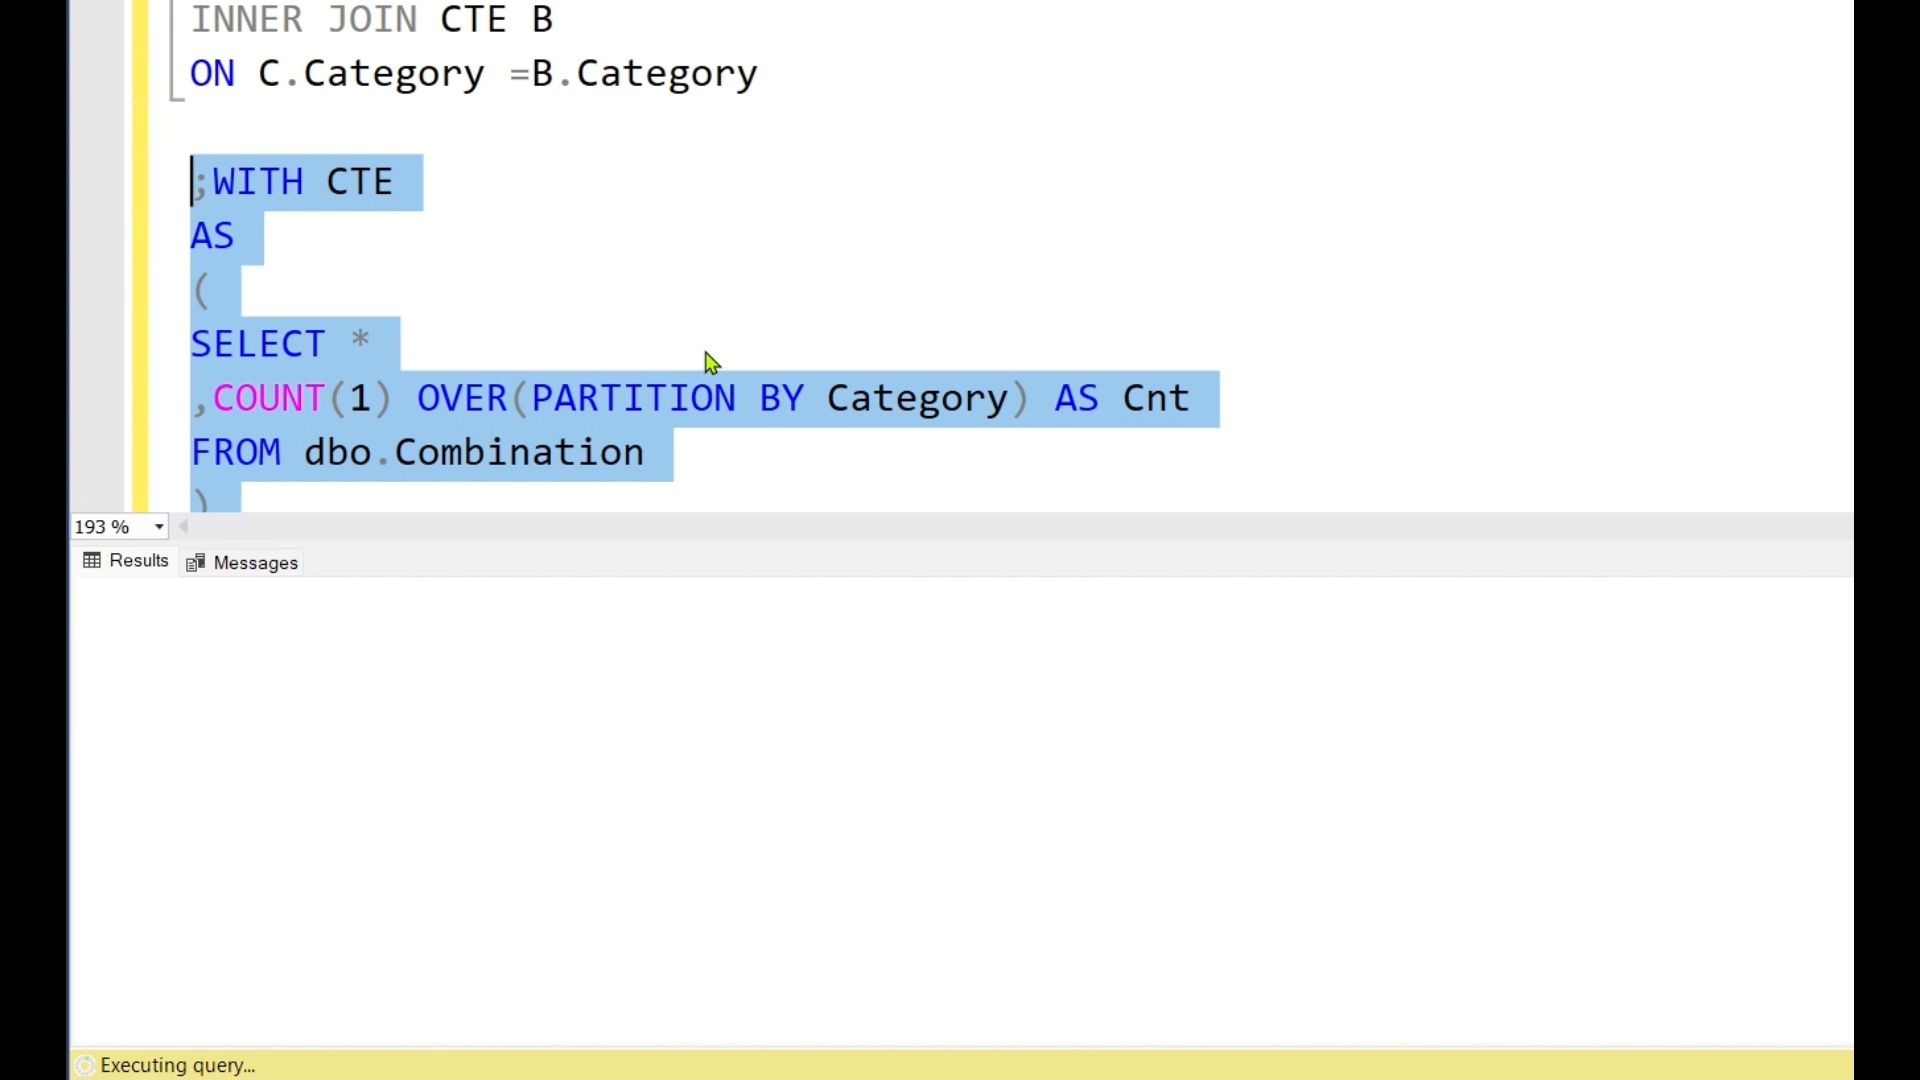 INNER JOIN CTE B
ON C.Category =B.Category
;WITH CTE
AS
(
SELECT *
,COUNT(1) OVER(PARTITION BY Category) AS Cnt
FROM dbo.Combination
)
193 %
Results Messages
Executing query...